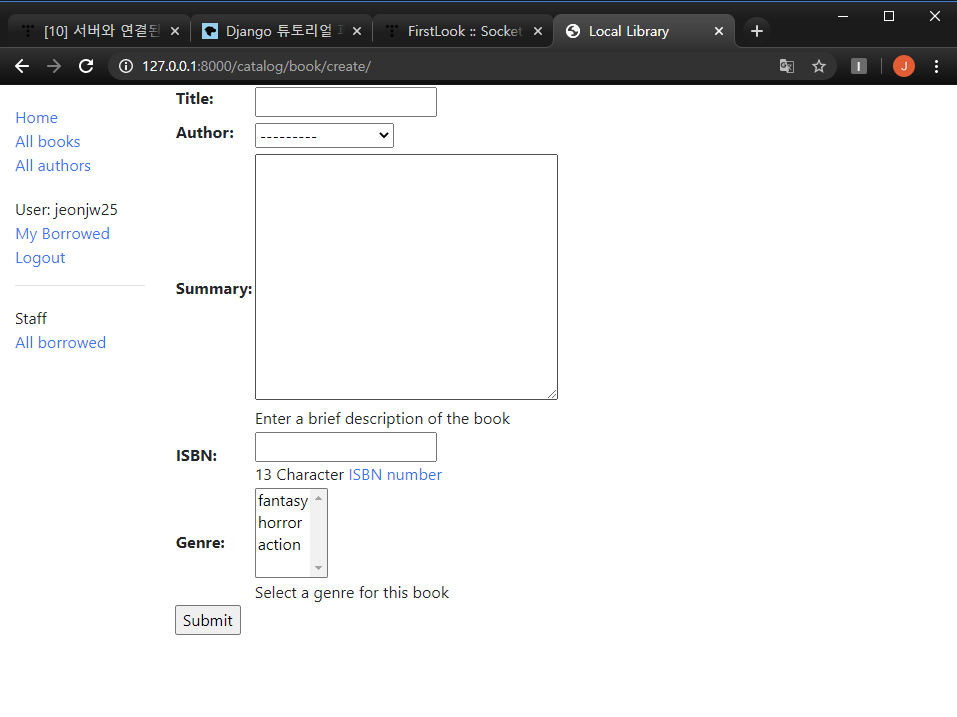 [10] 서버와 연결된
Django 튜토리얼 파
FirstLook :: Socket
Local Library
127.0.0.1:8000/catalog/book/create/
I
J
Home
All books
All authors
User: jeonjw25
My Borrowed
Logout
Staff
All borrowed
Title:
Author:
---------
Summary:
Enter a brief description of the book
ISBN:
13 Character ISBN number
Genre:
fantasy
horror
action
Select a genre for this book
Submit